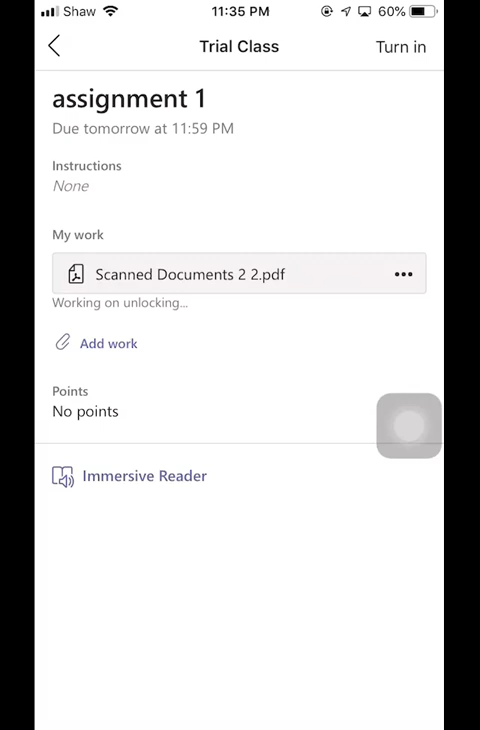 Shaw 11:35 PM 60%
Trial Class Turn in
assignment 1
Due tomorrow at 11:59 PM
Instructions
None
My work
Scanned Documents 2 2.pdf
Working on unlocking...
Add work
Points
No points
Immersive Reader